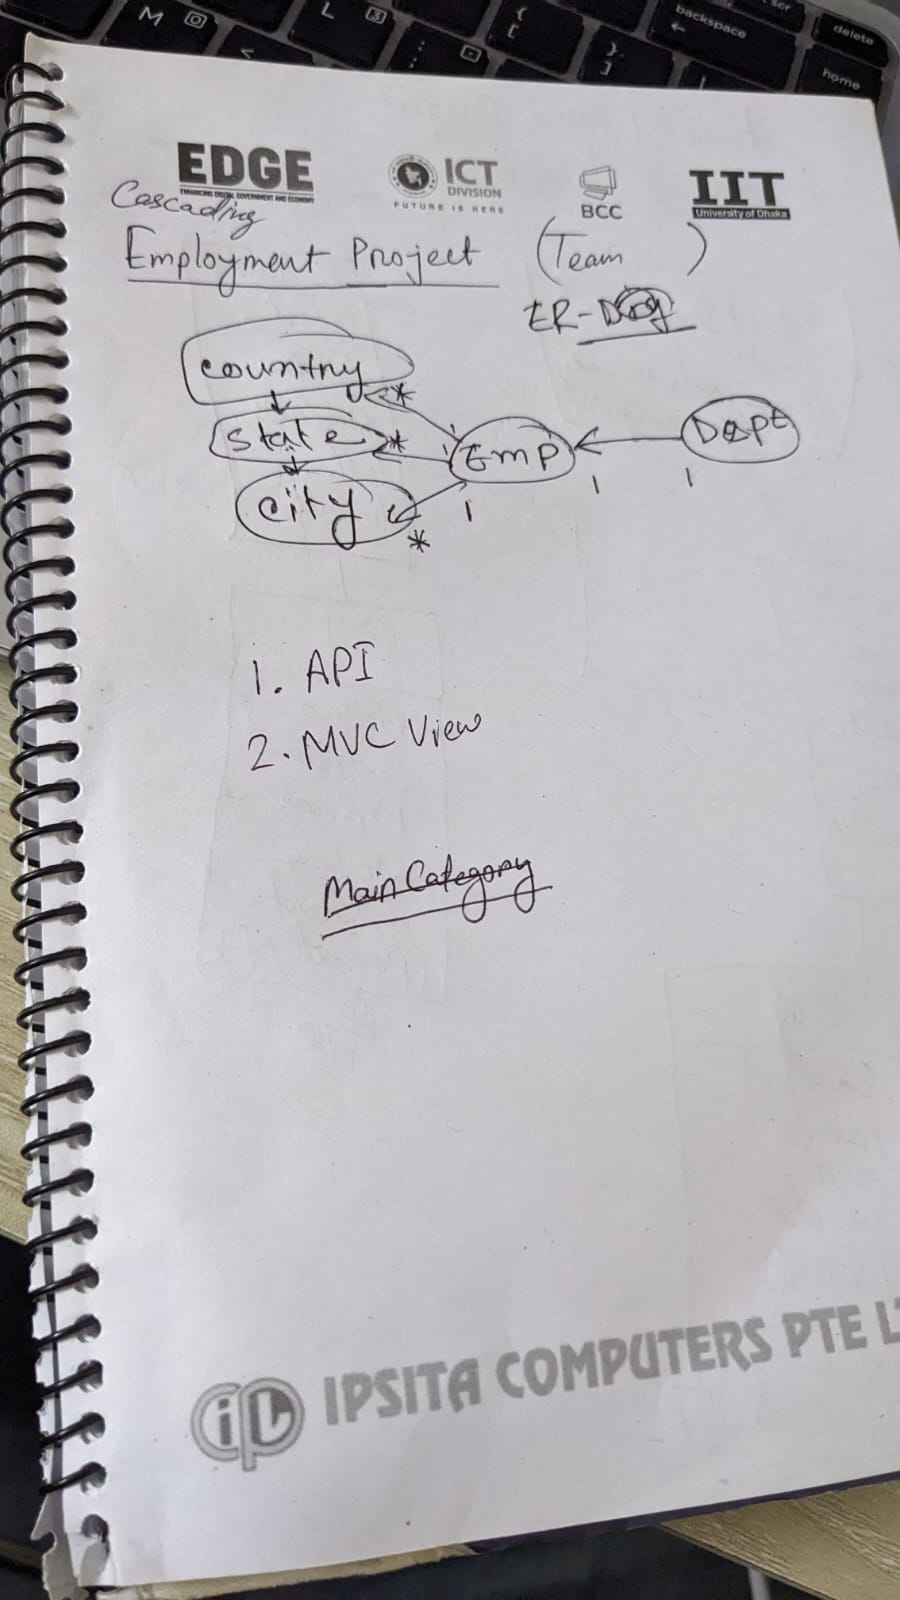 M
L
backspace
delete
home
EDGE
ENHANCING DIGITAL GOVERNMENT AND ECONOMY
ICT
DIVISION
FUTURE IS HERE
BCC
IIT
University of Dhaka
Cascading
Employment Project (Team )
ER-
country
*
state *
Emp
Dept
city
1
1
1
*
1. API
2. MVC View
Main Category
IPSITA COMPUTERS PTE